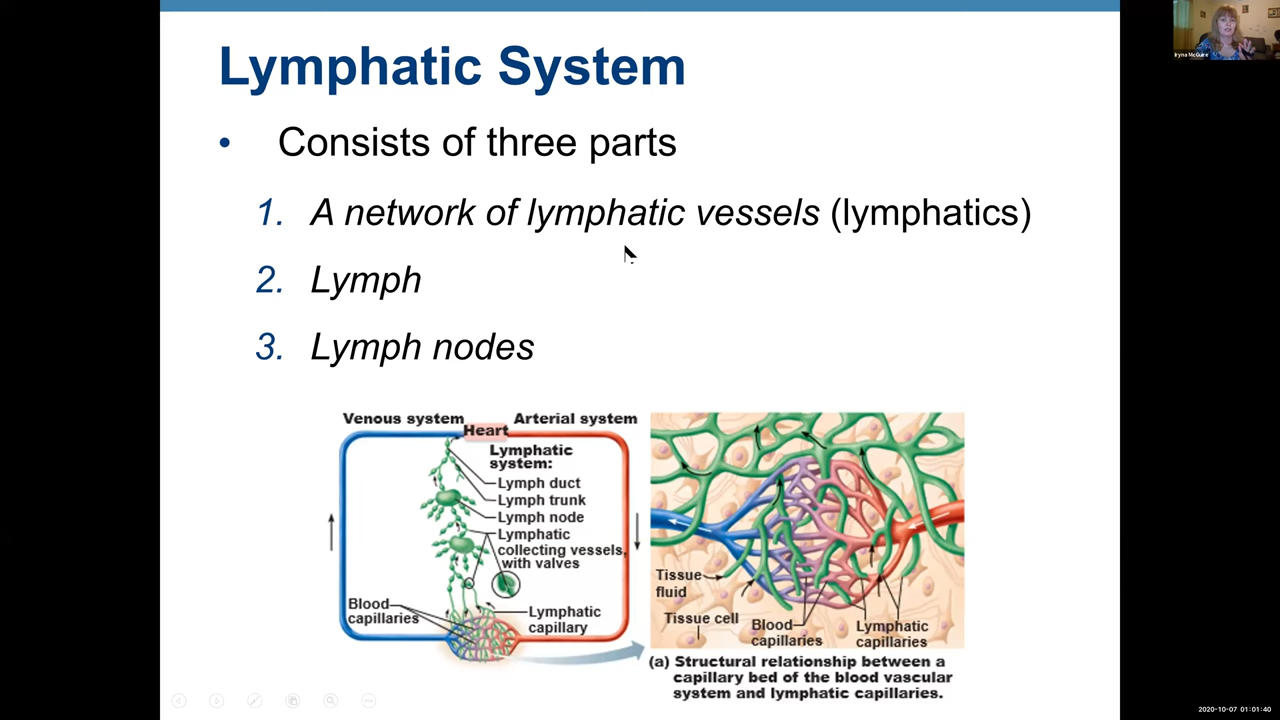 Lymphatic System
• Consists of three parts
1. A network of lymphatic vessels (lymphatics)
2. Lymph
3. Lymph nodes
Venous system
Heart
Arterial system
Lymphatic
system:
Lymph duct
Lymph trunk
Lymph node
Lymphatic
collecting vessels,
with valves
Blood
capillaries
Lymphatic
capillary
Tissue
fluid
Tissue cell
Blood
capillaries
Lymphatic
capillaries
(a) Structural relationship between a
capillary bed of the blood vascular
system and lymphatic capillaries.
Iryna McGuire
2020-10-07 01:01:40